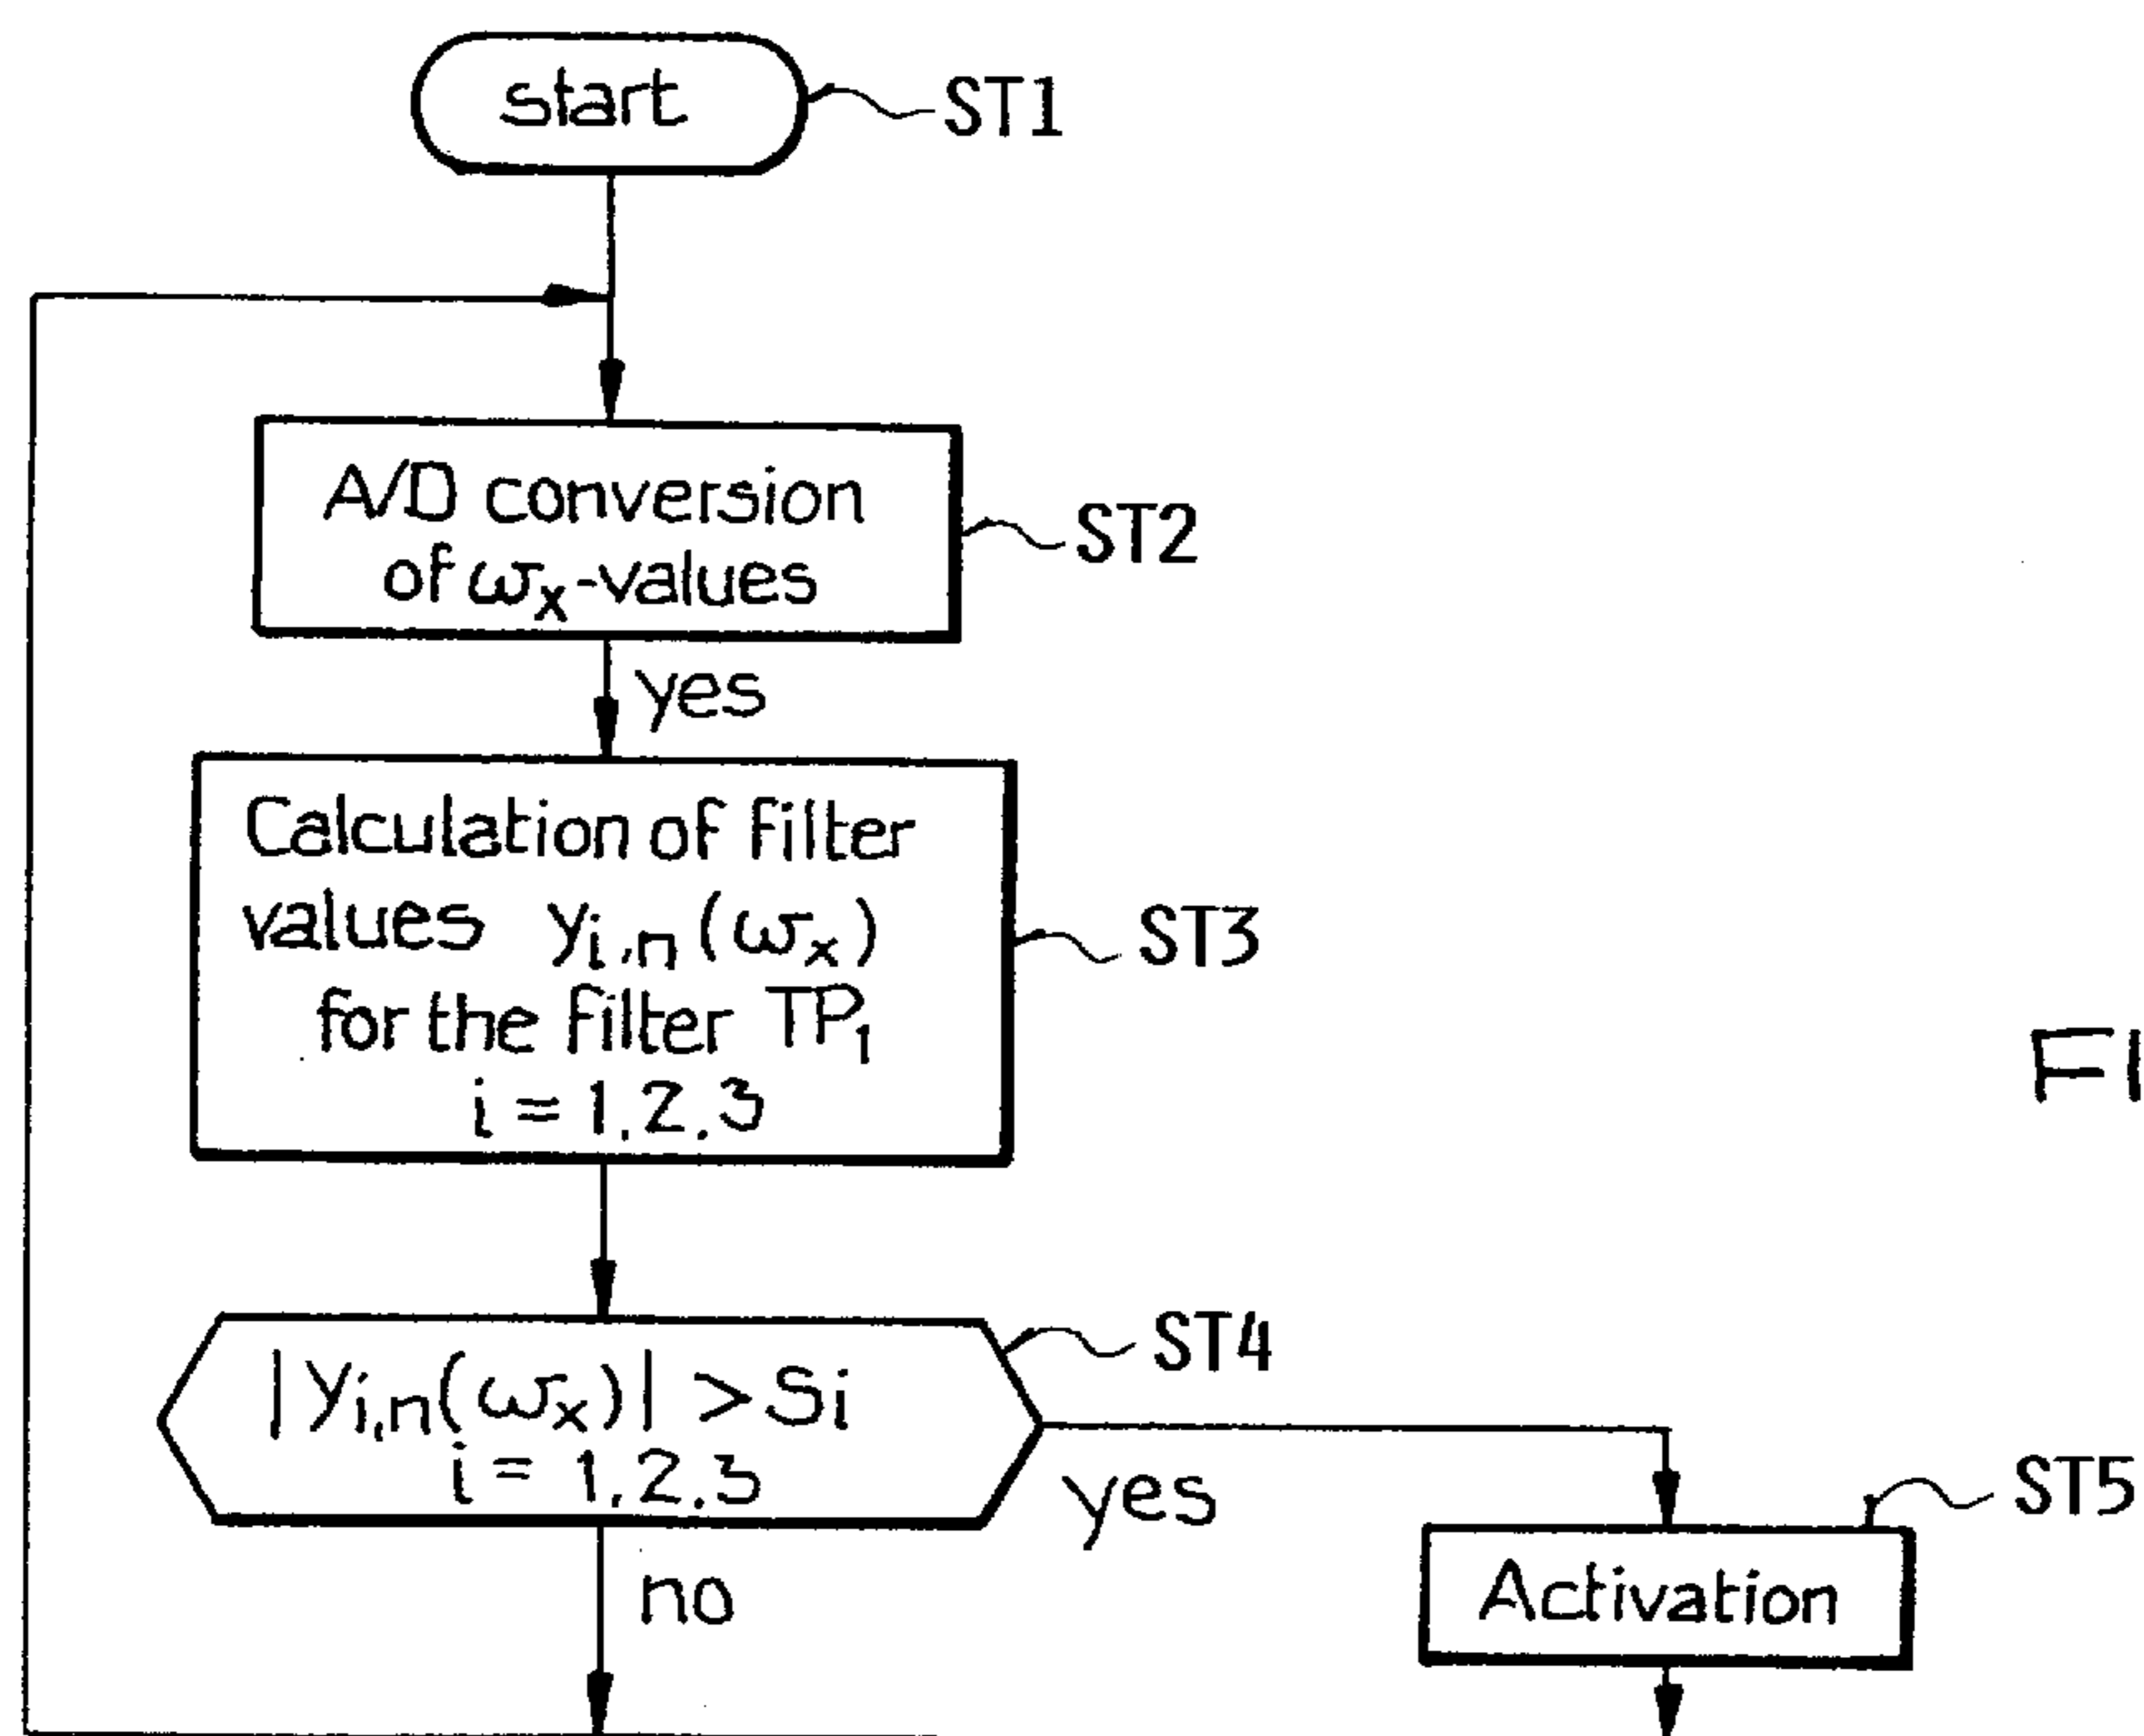 start
ST1
A/D conversion
of ωx-values
ST2
yes
Calculation of filter
values yi,n (ωx)
for the filter TP1
i = 1,2,3
ST3
|yi,n(ωx)| > Si
i = 1,2,3
ST4
yes
no
Activation
ST5
FI